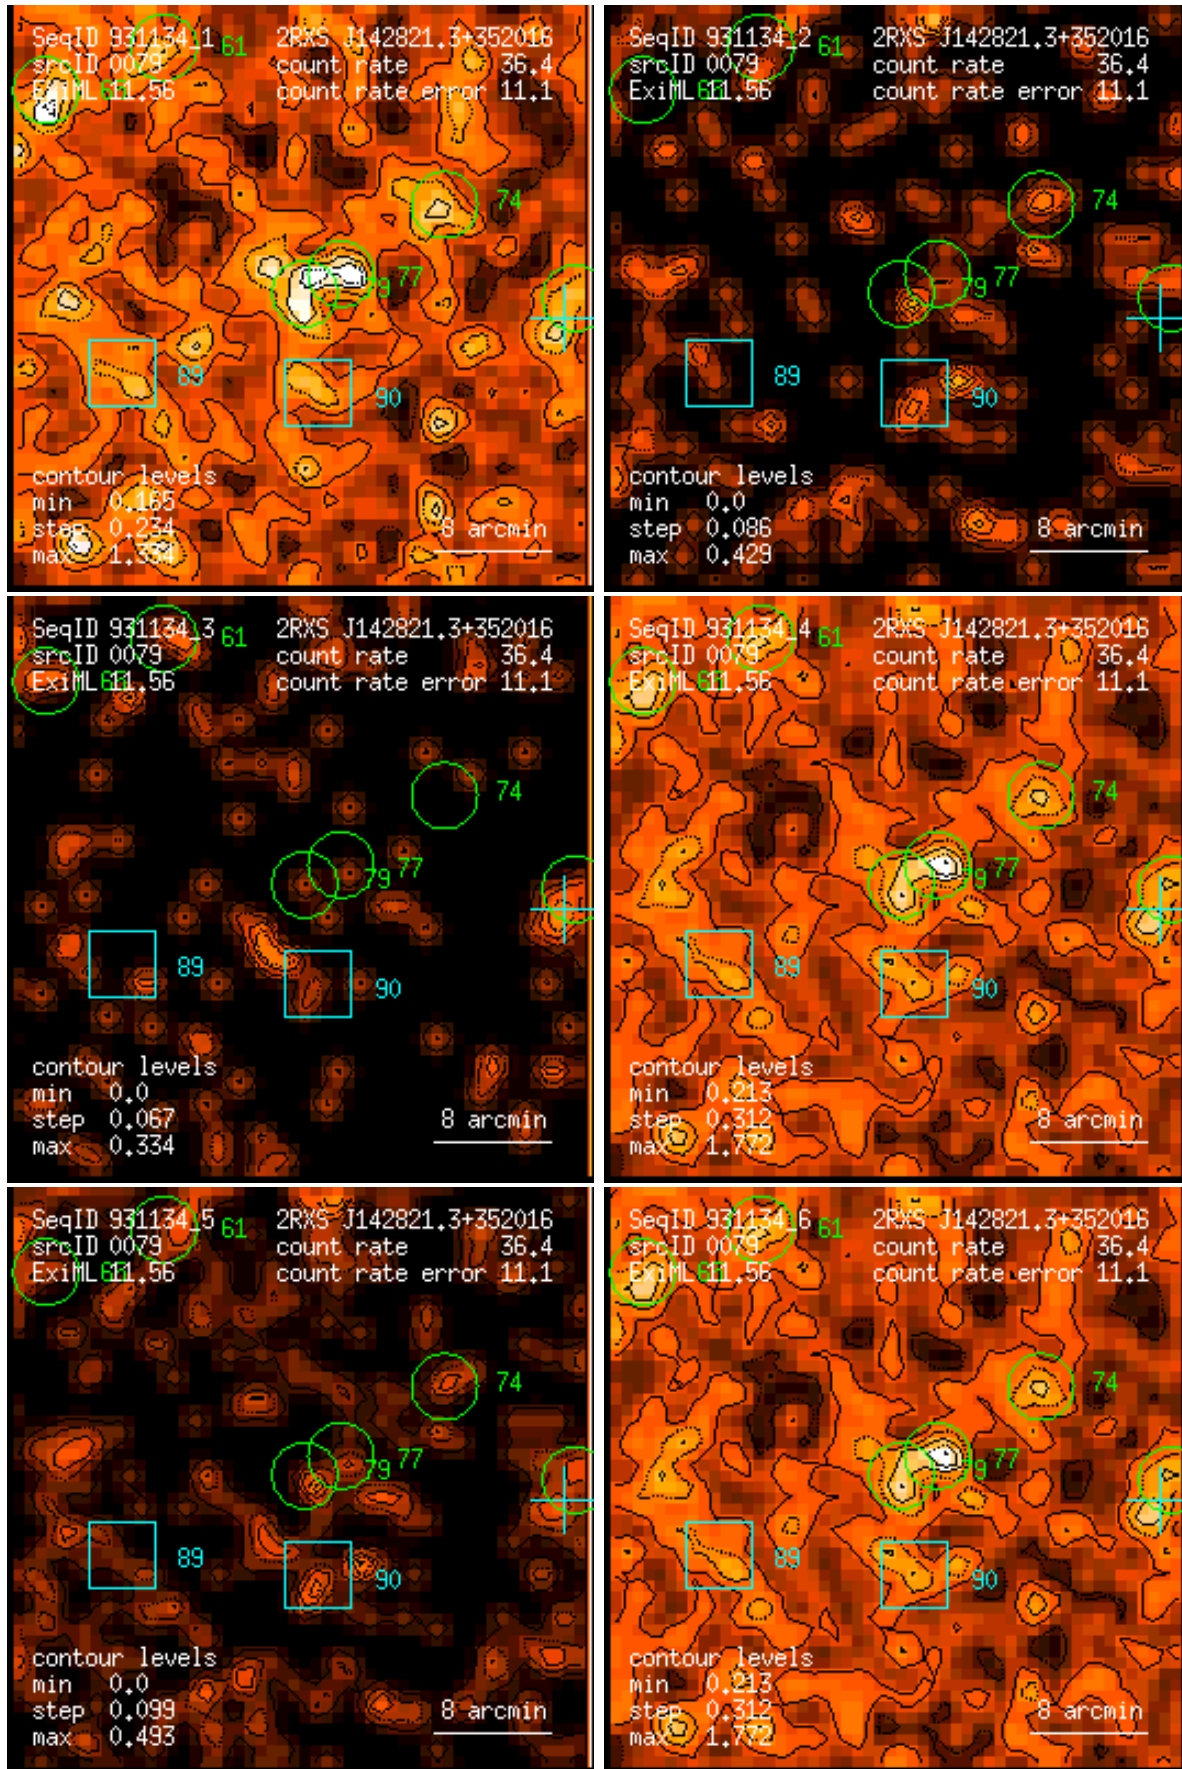 SeqID 931134_1 61 2RXS J142821.3+352016
srcID 0079 count rate 36.4
ExiML 11.56 count rate error 11.1
74
79 77
89
90
contour levels
min 0.165
step 0.234
max 1.334
8 arcmin
SeqID 931134_2 61 2RXS J142821.3+352016
srcID 0079 count rate 36.4
ExiML 11.56 count rate error 11.1
74
79 77
89
90
contour levels
min 0.0
step 0.086
max 0.429
8 arcmin
SeqID 931134_3 61 2RXS J142821.3+352016
srcID 0079 count rate 36.4
ExiML 11.56 count rate error 11.1
74
79 77
89
90
contour levels
min 0.0
step 0.067
max 0.334
8 arcmin
SeqID 931134_4 61 2RXS J142821.3+352016
srcID 0079 count rate 36.4
ExiML 11.56 count rate error 11.1
74
79 77
89
90
contour levels
min 0.213
step 0.312
max 1.772
8 arcmin
SeqID 931134_5 61 2RXS J142821.3+352016
srcID 0079 count rate 36.4
ExiML 11.56 count rate error 11.1
74
79 77
89
90
contour levels
min 0.0
step 0.099
max 0.493
8 arcmin
SeqID 931134_6 61 2RXS J142821.3+352016
srcID 0079 count rate 36.4
ExiML 11.56 count rate error 11.1
74
79 77
89
90
contour levels
min 0.213
step 0.312
max 1.772
8 arcmin